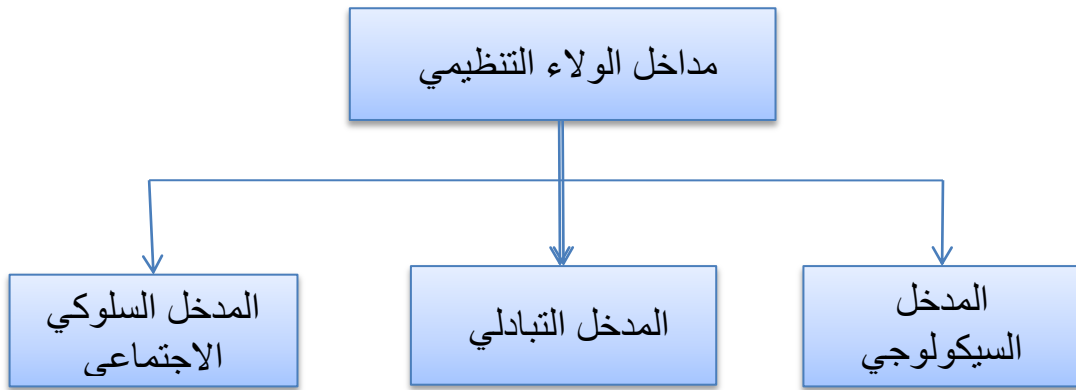 مداخل الولاء التنظيمي
المدخل
السيكولوجي
المدخل التبادلي
المدخل السلوكي
الاجتماعي